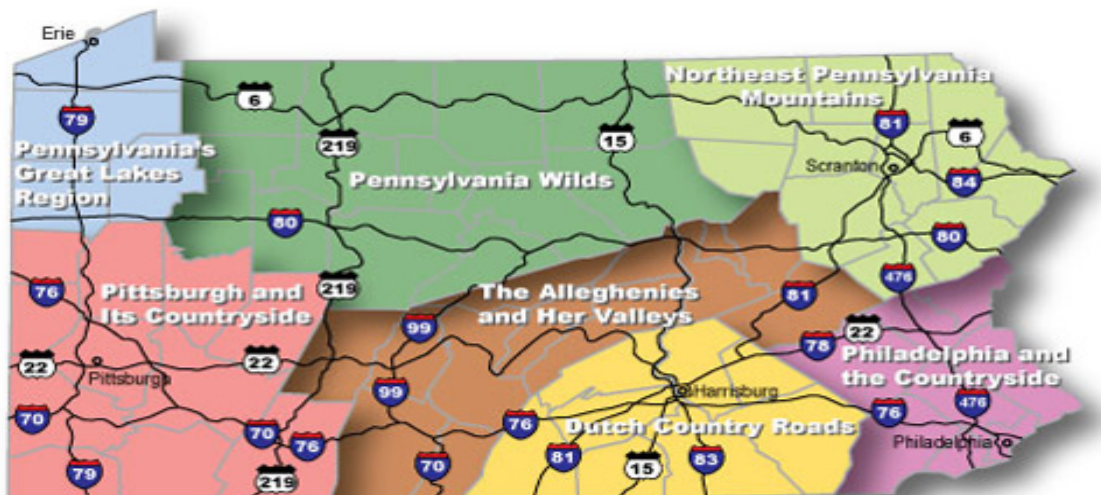 Erie
Northeast Pennsylvania
Mountains
6
79
219
15
81
6
Pennsylvania's
Great Lakes
Region
Scranton
Pennsylvania Wilds
84
80
80
76
Pittsburgh and
Its Countryside
219
The Alleghenies
and Her Valleys
476
81
99
22
78
22
22
Philadelphia and
the Countryside
Pittsburgh
99
Harrisburg
476
70
70
76
76
Dutch Country Roads
76
Philadelphia
79
219
70
81
15
83